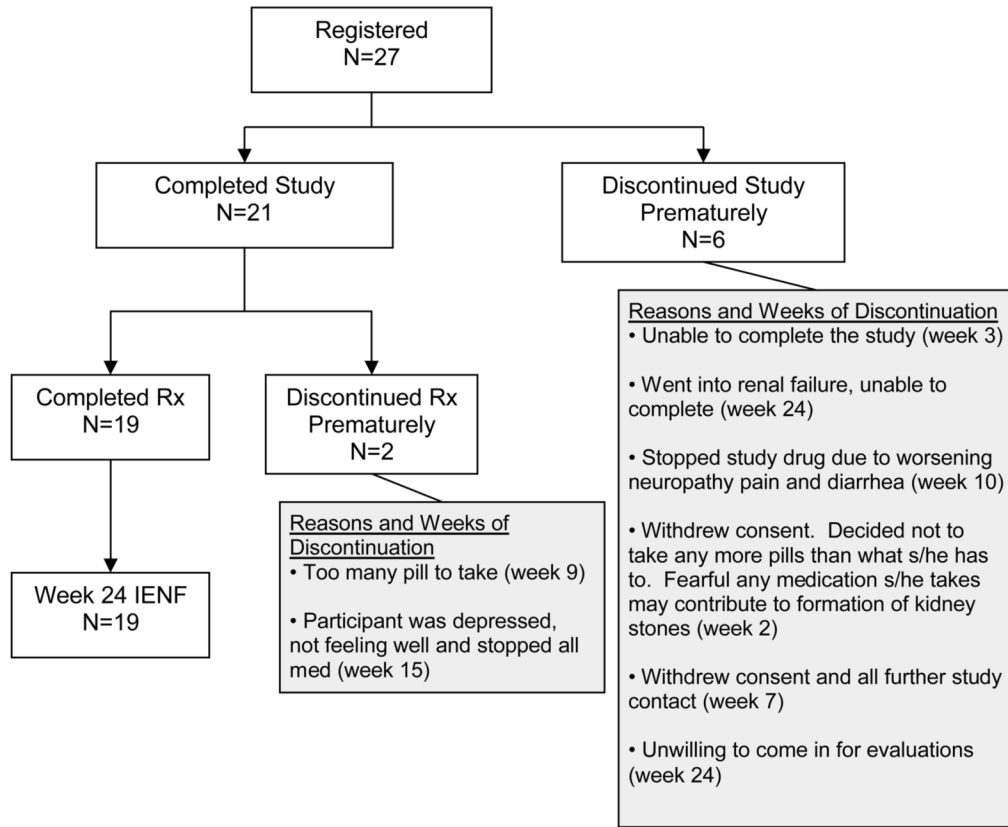 Registered
N=27
Completed Study
N=21
Discontinued Study
Prematurely
N=6
Completed Rx
N=19
Discontinued Rx
Prematurely
N=2
Week 24 IENF
N=19
Reasons and Weeks of
Discontinuation
• Too many pill to take (week 9)
• Participant was depressed,
not feeling well and stopped all
med (week 15)
Reasons and Weeks of Discontinuation
• Unable to complete the study (week 3)
• Went into renal failure, unable to
complete (week 24)
• Stopped study drug due to worsening
neuropathy pain and diarrhea (week 10)
• Withdrew consent.  Decided not to
take any more pills than what s/he has
to.  Fearful any medication s/he takes
may contribute to formation of kidney
stones (week 2)
• Withdrew consent and all further study
contact (week 7)
• Unwilling to come in for evaluations
(week 24)